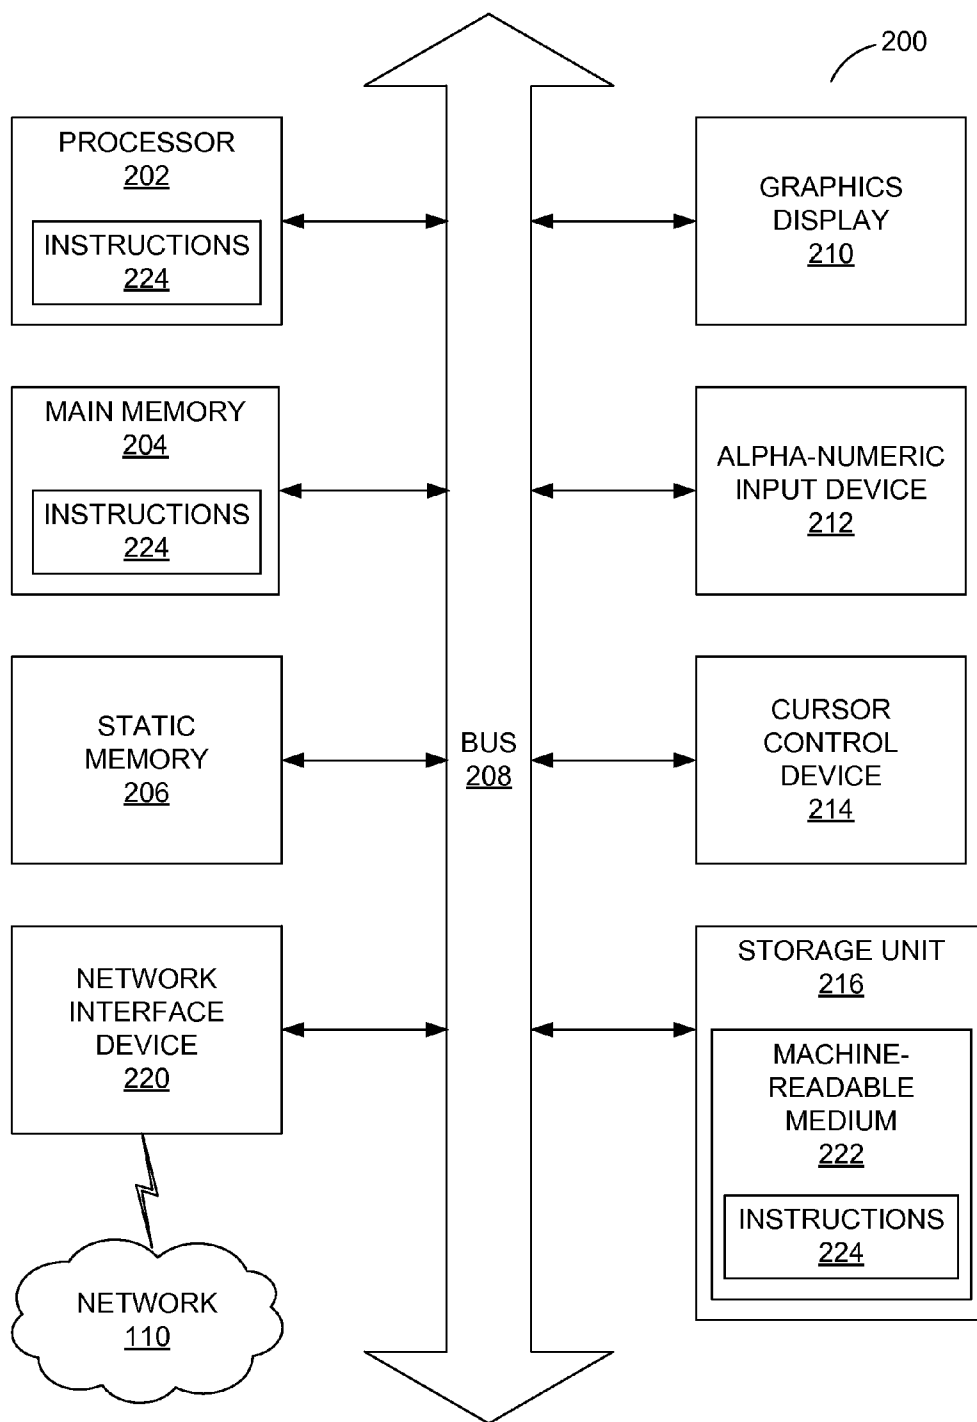 200
PROCESSOR
202
INSTRUCTIONS
224
GRAPHICS
DISPLAY
210
MAIN MEMORY
204
INSTRUCTIONS
224
ALPHA-NUMERIC
INPUT DEVICE
212
STATIC
MEMORY
206
BUS
208
CURSOR
CONTROL
DEVICE
214
NETWORK
INTERFACE
DEVICE
220
STORAGE UNIT
216
MACHINE-
READABLE
MEDIUM
222
INSTRUCTIONS
224
NETWORK
110